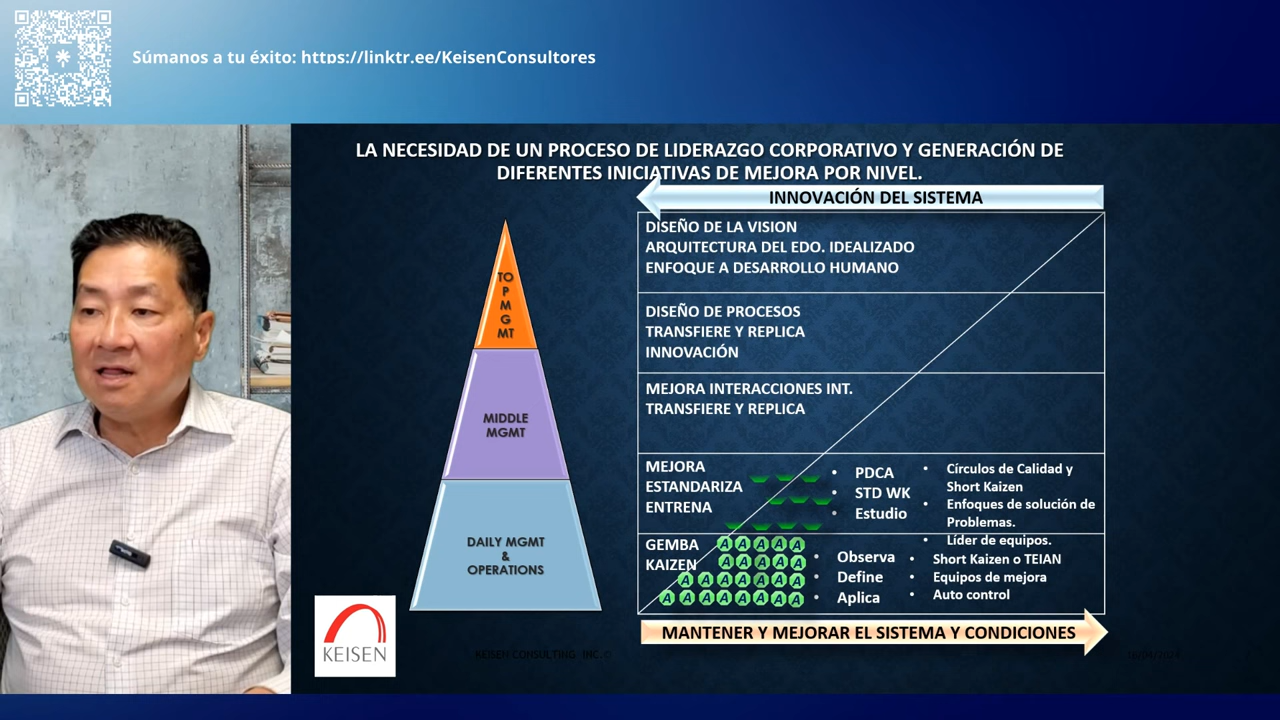 Súmanos a tu éxito: https://linktr.ee/KeisenConsultores
LA NECESIDAD DE UN PROCESO DE LIDERAZGO CORPORATIVO Y GENERACIÓN DE
DIFERENTES INICIATIVAS DE MEJORA POR NIVEL.
INNOVACIÓN DEL SISTEMA
TO
P
M
G
MT
MIDDLE
MGMT
DAILY MGMT
&
OPERATIONS
DISEÑO DE LA VISION
ARQUITECTURA DEL EDO. IDEALIZADO
ENFOQUE A DESARROLLO HUMANO
DISEÑO DE PROCESOS
TRANSFIERE Y REPLICA
INNOVACIÓN
MEJORA INTERACCIONES INT.
TRANSFIERE Y REPLICA
MEJORA
ESTANDARIZA
ENTRENA
• PDCA
• STD WK
• Estudio
• Círculos de Calidad y
Short Kaizen
• Enfoques de solución de
Problemas.
• Líder de equipos.
GEMBA
KAIZEN
A A A A A
A A A A A
A A A A A A A
A A A A A A A A
• Observa
• Define
• Aplica
• Short Kaizen o TEIAN
• Equipos de mejora
• Auto control
MANTENER Y MEJORAR EL SISTEMA Y CONDICIONES
KEISEN
KEISEN CONSULTING INC ©